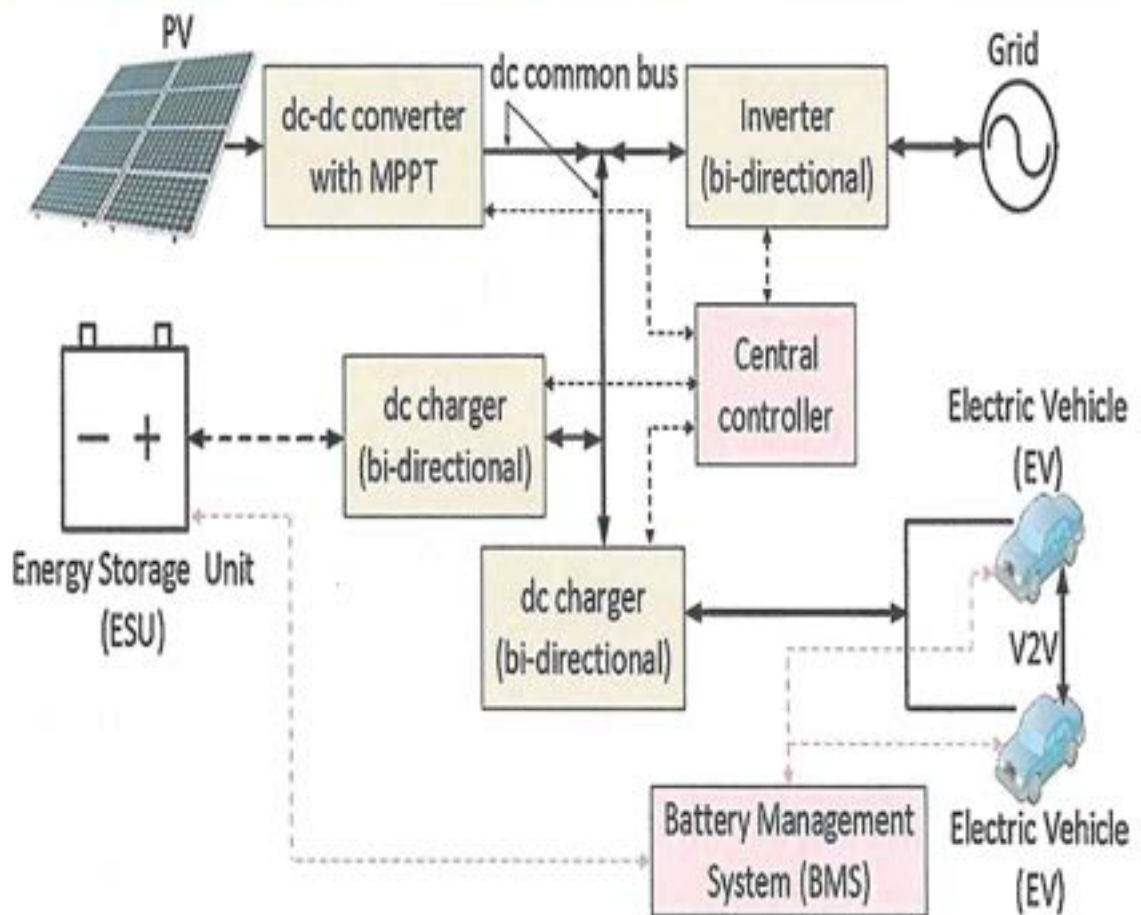 PV
dc common bus
Grid
dc-dc converter
with MPPT
Inverter
(bi-directional)
Central
controller
dc charger
(bi-directional)
Electric Vehicle
(EV)
Energy Storage Unit
(ESU)
dc charger
(bi-directional)
V2V
Battery Management
System (BMS)
Electric Vehicle
(EV)